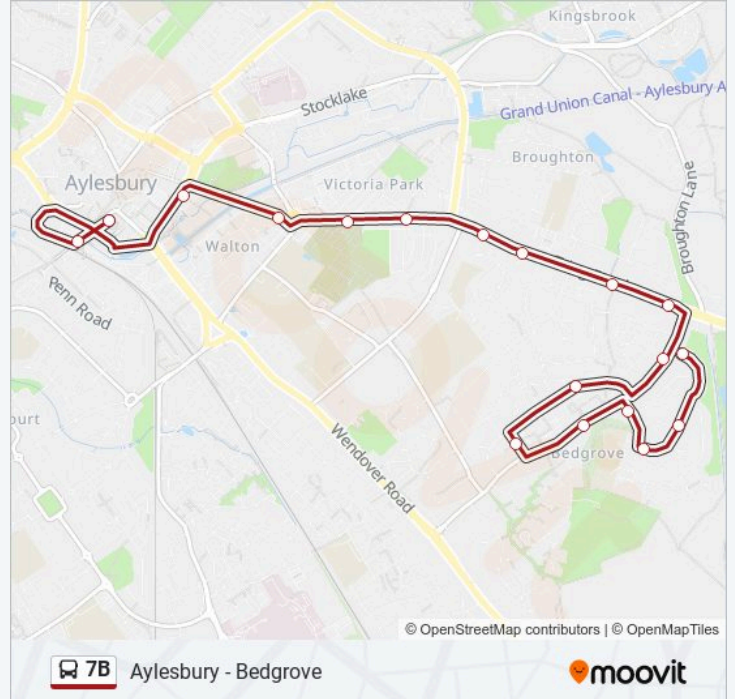 Kingsbrook
Stocklake
Grand Union Canal - Aylesbury A
Broughton
Aylesbury
Victoria Park
Broughton Lane
Walton
Penn Road
ourt
Wendover Road
Bedgrove
© OpenStreetMap contributors | © OpenMapTiles
7B Aylesbury - Bedgrove
moovit